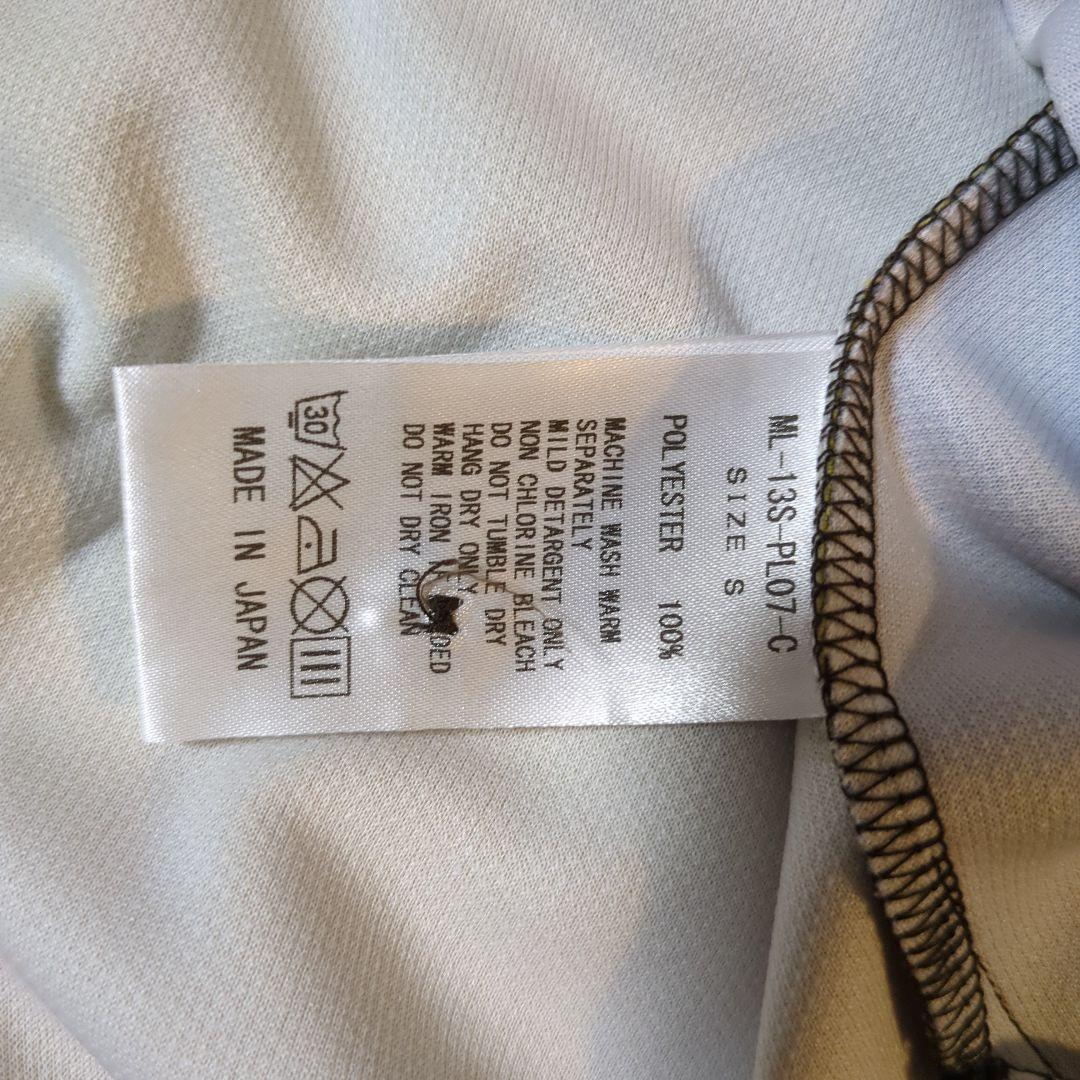 ML-13S-PL07-C
SIZE S
POLYESTER 100%
MACHINE WASH WARM
SEPARATELY
MILD DETARGENT ONLY
NON CHLORINE BLEACH
DO NOT TUMBLE DRY
HANG DRY ONLY
WARM IRON
DO NOT DRY CLEAN
30
MADE IN JAPAN